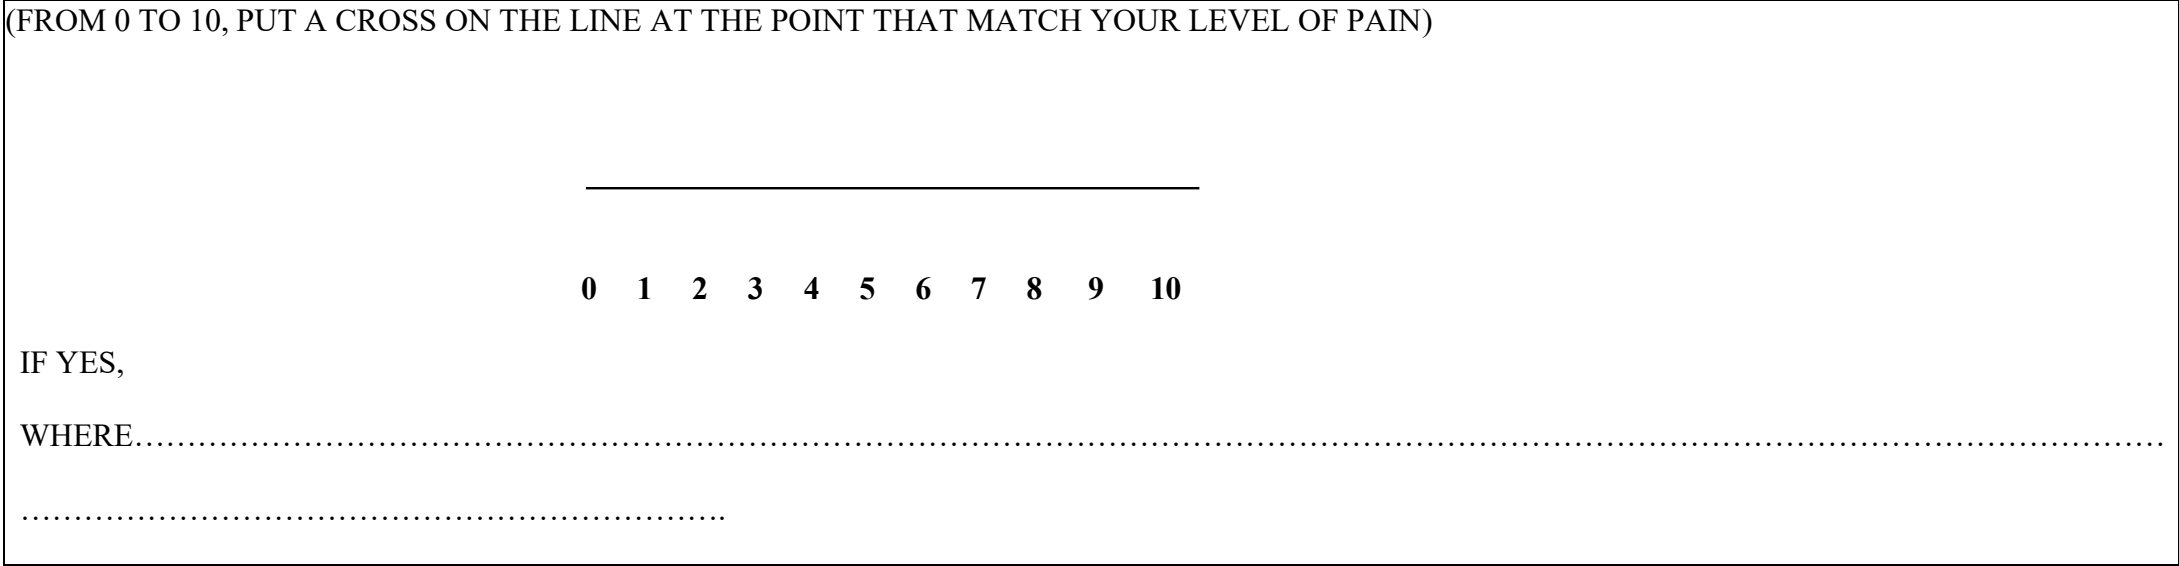 (FROM 0 TO 10, PUT A CROSS ON THE LINE AT THE POINT THAT MATCH YOUR LEVEL OF PAIN)
0 1 2 3 4 5 6 7 8 9 10
IF YES,
WHERE……………………………………………………………………………………………………………………………………………………………………………
………………………………………………………….